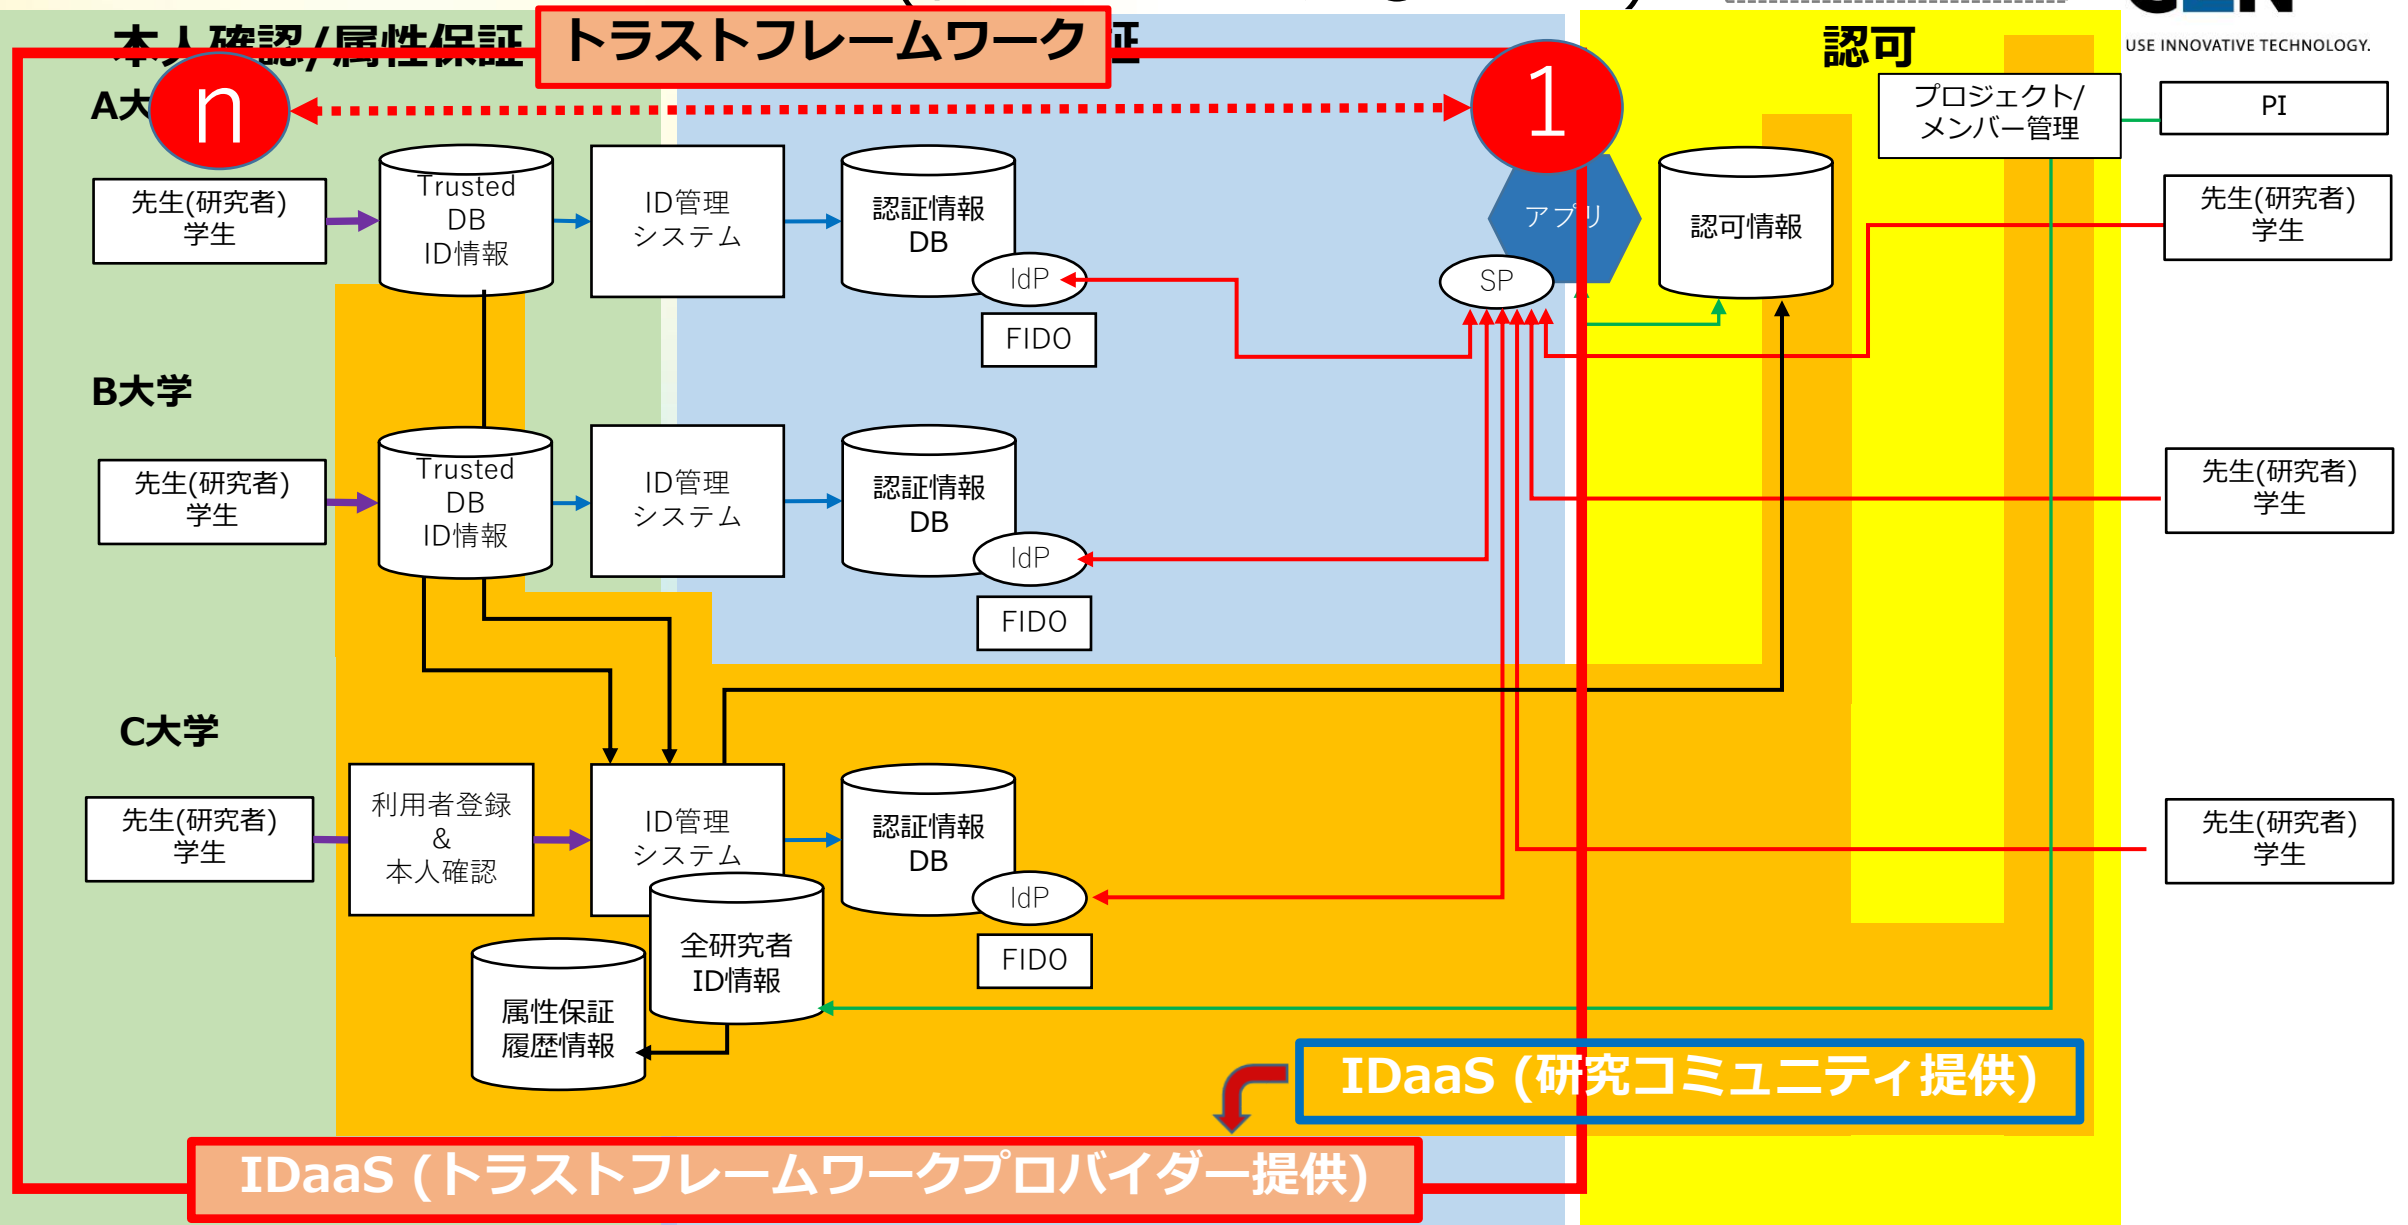 本人確認/属性保証
トラストフレームワーク
証
認可
USE INNOVATIVE TECHNOLOGY.
A大
n
1
プロジェクト/
メンバー管理
PI
先生(研究者)
学生
Trusted
DB
ID情報
ID管理
システム
認証情報
DB
IdP
FIDO
アプリ
SP
認可情報
先生(研究者)
学生
B大学
先生(研究者)
学生
Trusted
DB
ID情報
ID管理
システム
認証情報
DB
IdP
FIDO
先生(研究者)
学生
C大学
先生(研究者)
学生
利用者登録
&
本人確認
ID管理
システム
認証情報
DB
IdP
FIDO
全研究者
ID情報
属性保証
履歴情報
先生(研究者)
学生
IDaaS (研究コミュニティ提供)
IDaaS (トラストフレームワークプロバイダー提供)